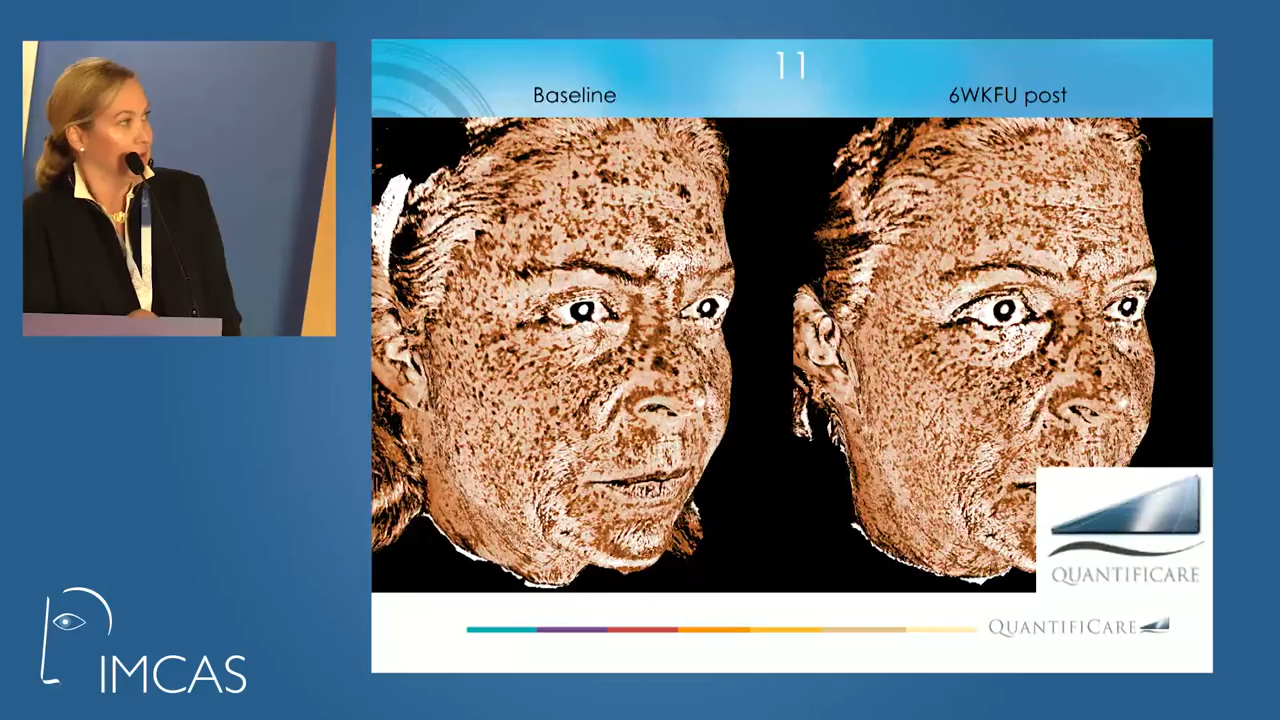 11
Baseline
6WKFU post
QUANTIFICARE
QUANTIFICARE
IMCAS